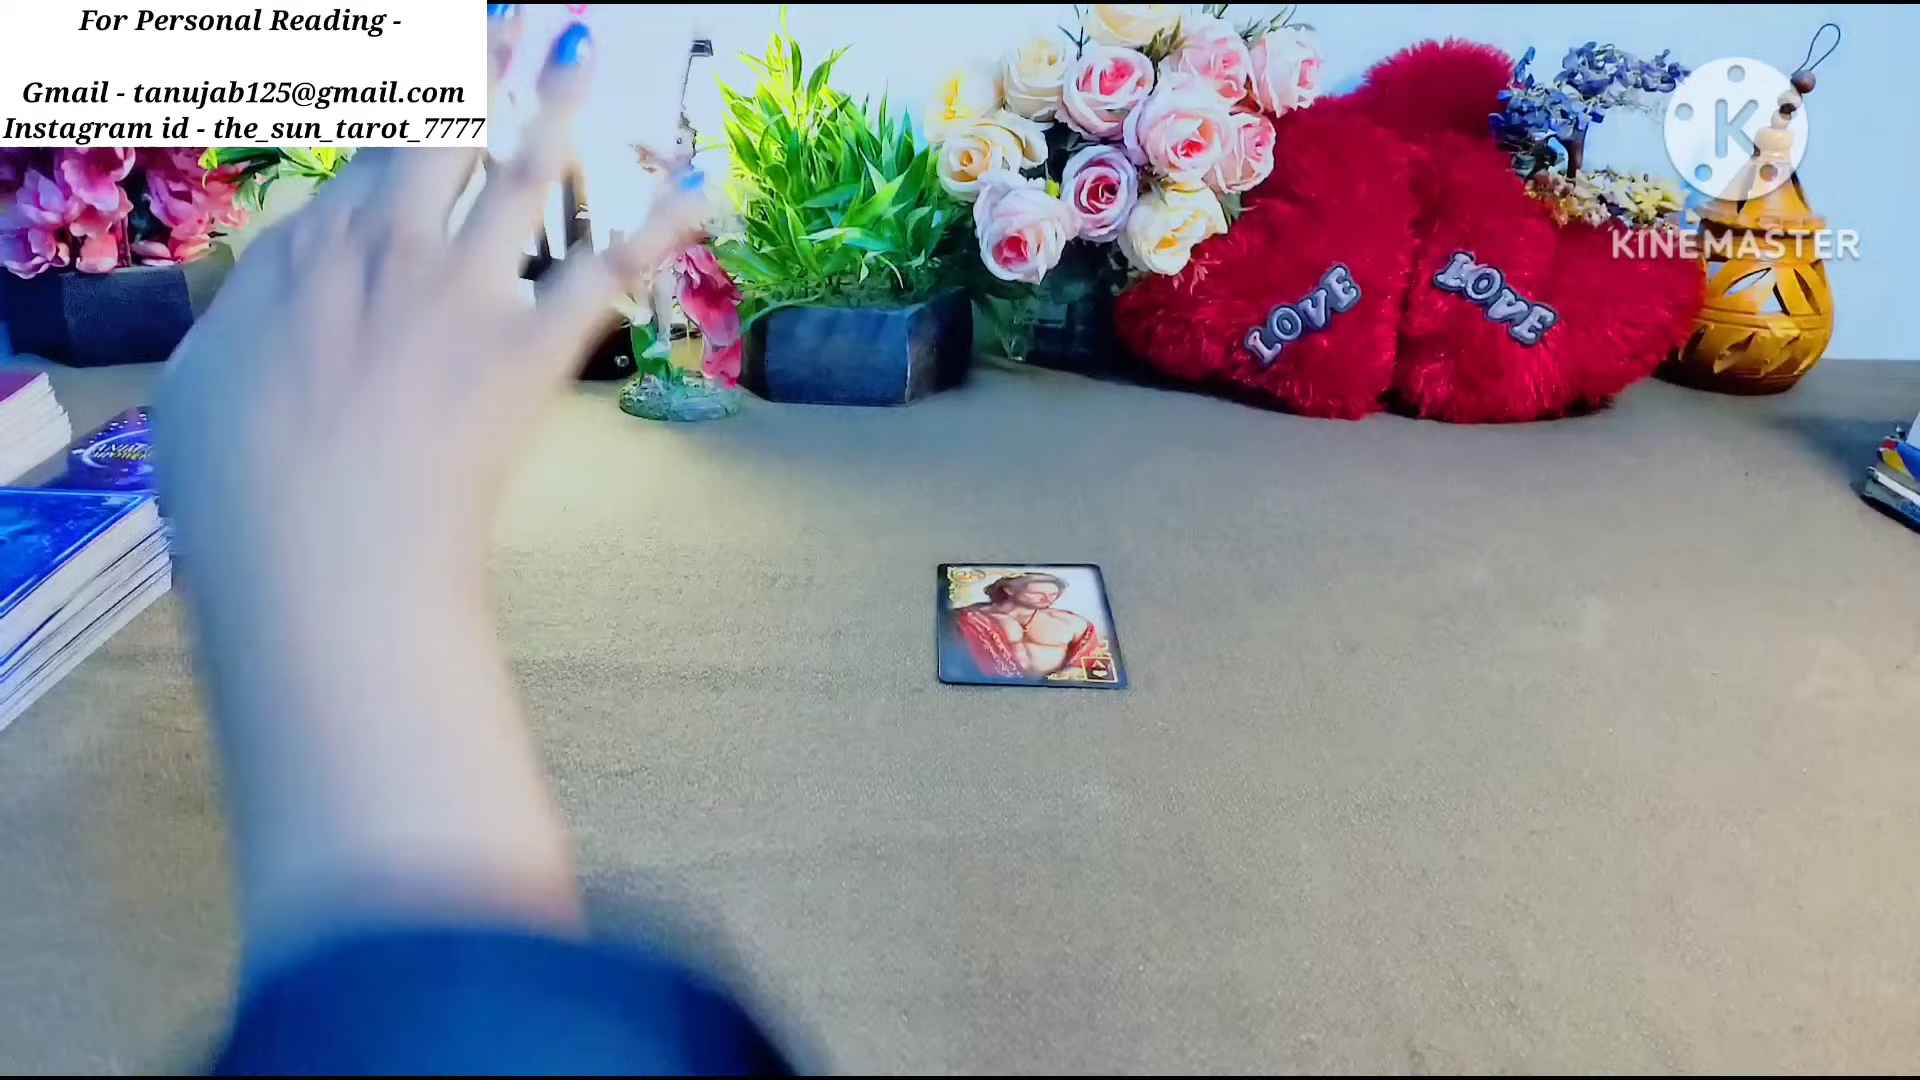 For Personal Reading -
Gmail - tanujab125@gmail.com
Instagram id - the_sun_tarot_7777
K
KINEMASTER
LOVE
LOVE